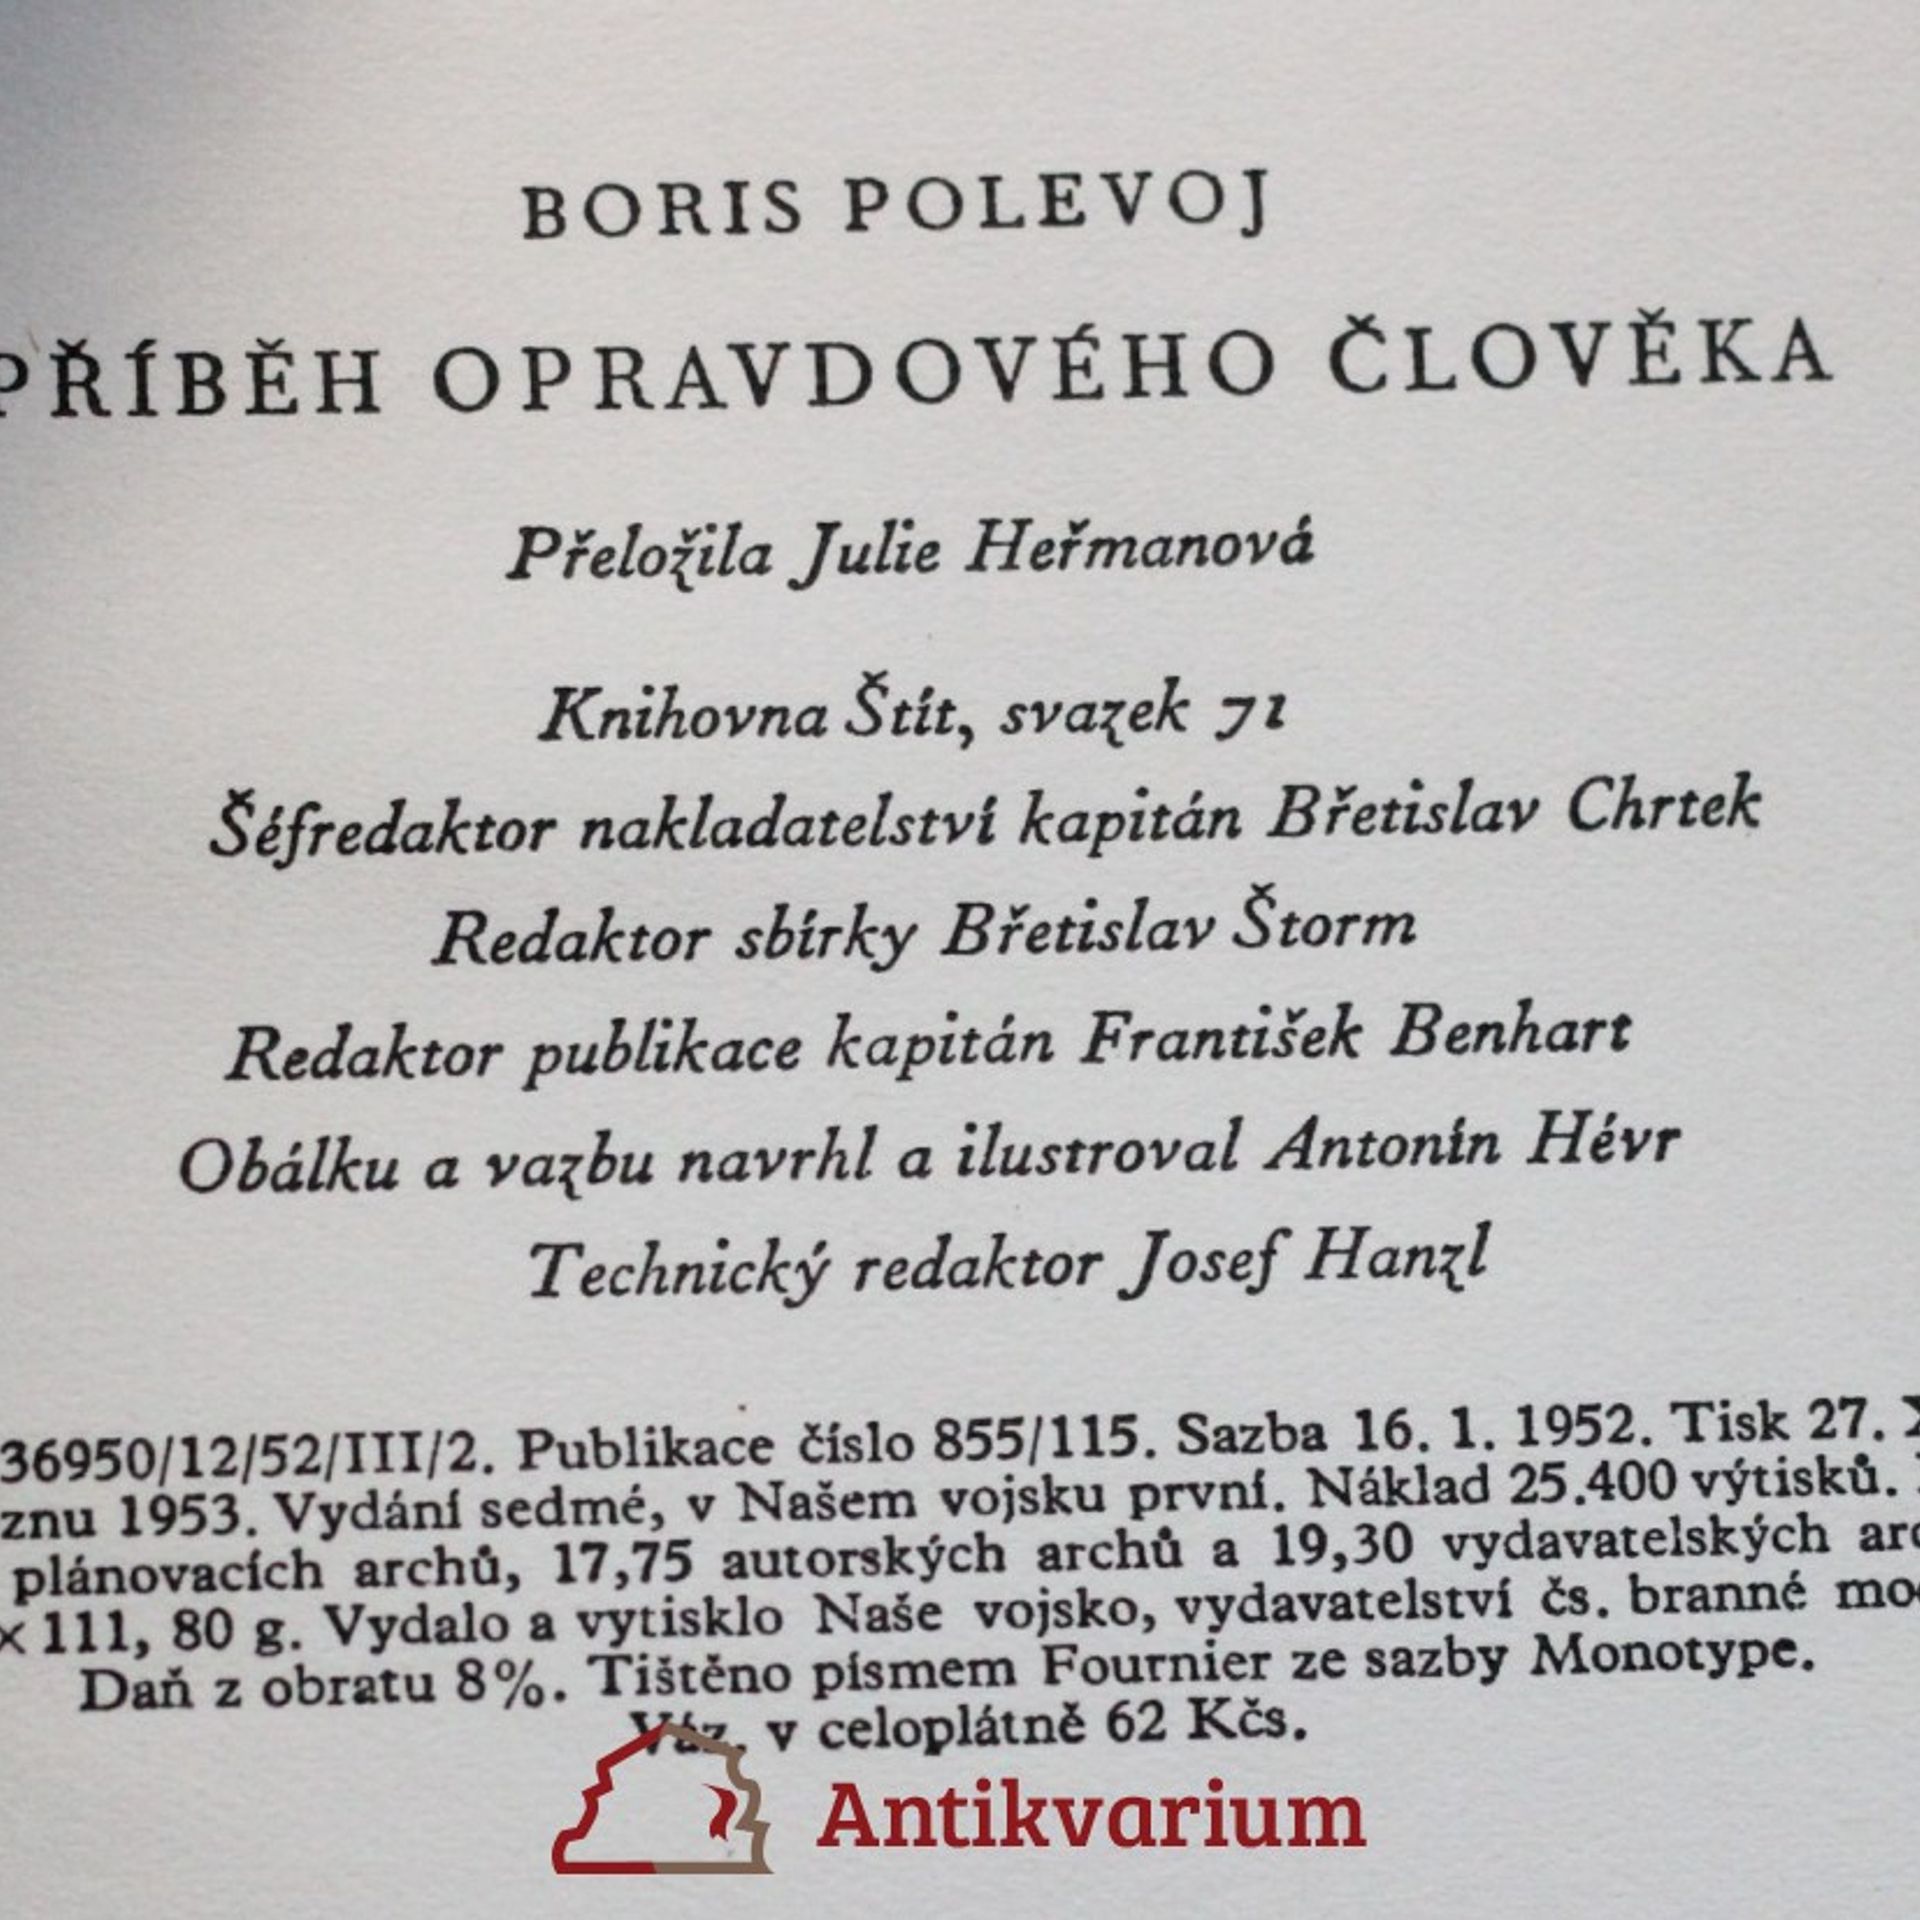 BORIS POLEVOJ
PŘÍBĚH OPRAVDOVÉHO ČLOVĚKA
Přeložila Julie Heřmanová
Knihovna Štít, svazek 71
Šéfredaktor nakladatelství kapitán Břetislav Chrtek
Redaktor sbírky Břetislav Štorm
Redaktor publikace kapitán František Benhart
Obálku a vazbu navrhl a ilustroval Antonín Hévr
Technický redaktor Josef Hanzl
36950/12/52/III/2. Publikace číslo 855/115. Sazba 16. 1. 1952. Tisk 27.
znu 1953. Vydání sedmé, v Našem vojsku první. Náklad 25.400 výtisků.
plánovacích archů, 17,75 autorských archů a 19,30 vydavatelských
× 111, 80 g. Vydalo a vytisklo Naše vojsko, vydavatelství čs. branné
Daň z obratu 8%. Tištěno písmem Fournier ze sazby Monotype.
Váz. v celoplátně 62 Kčs.
Antikvarium